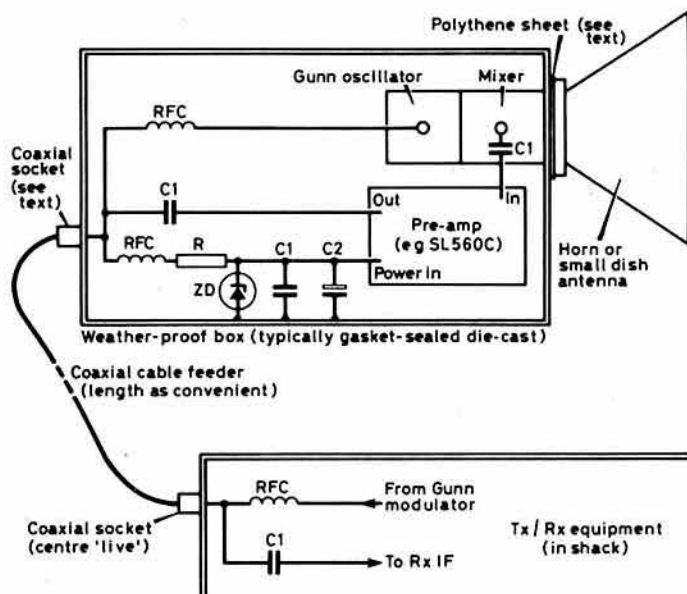 Polythene sheet (see
text)
Gunn oscillator
Mixer
RFC
Coaxial
socket
(see
text)
C1
C1
Out
In
Pre-amp
(eg SL560C)
Horn or
small dish
antenna
RFC
R
C1
C2
Power in
ZD
Weather-proof box (typically gasket-sealed die-cast)
Coaxial cable feeder
(length as convenient)
RFC
From Gunn
modulator
Coaxial socket
(centre 'live')
C1
To Rx IF
Tx/Rx equipment
(in shack)